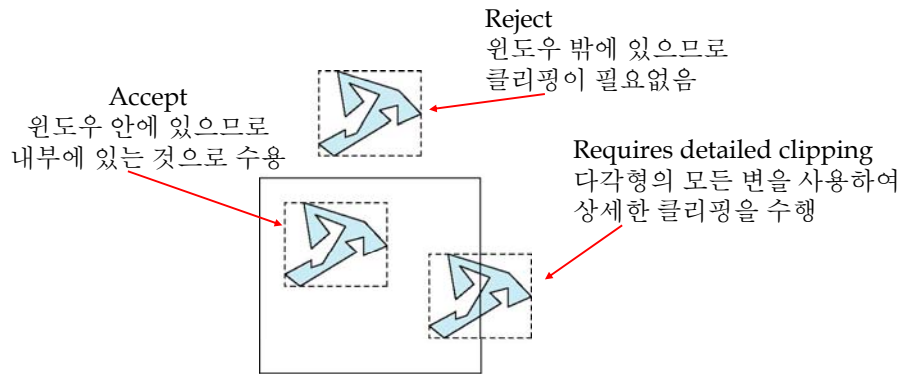 Reject
윈도우 밖에 있으므로
클리핑이 필요없음
Accept
윈도우 안에 있으므로
내부에 있는 것으로 수용
Requires detailed clipping
다각형의 모든 변을 사용하여
상세한 클리핑을 수행